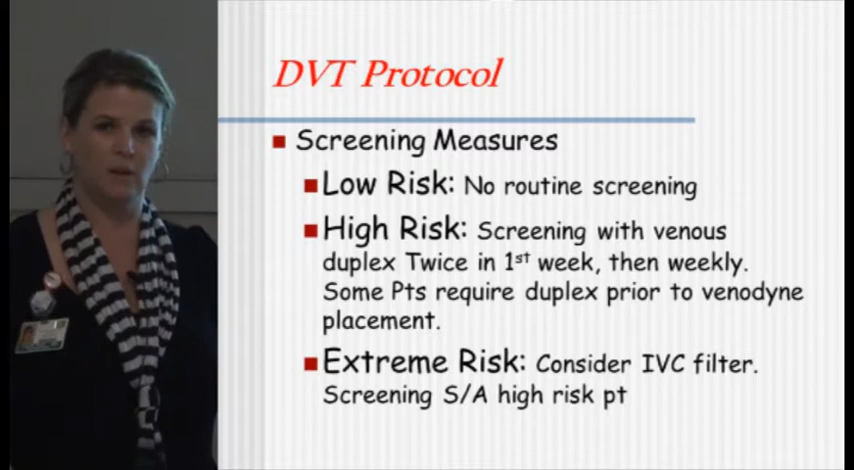 DVT Protocol
Screening Measures
Low Risk: No routine screening
High Risk: Screening with venous
duplex Twice in 1st week, then weekly.
Some Pts require duplex prior to venodyne
placement.
Extreme Risk: Consider IVC filter.
Screening S/A high risk pt